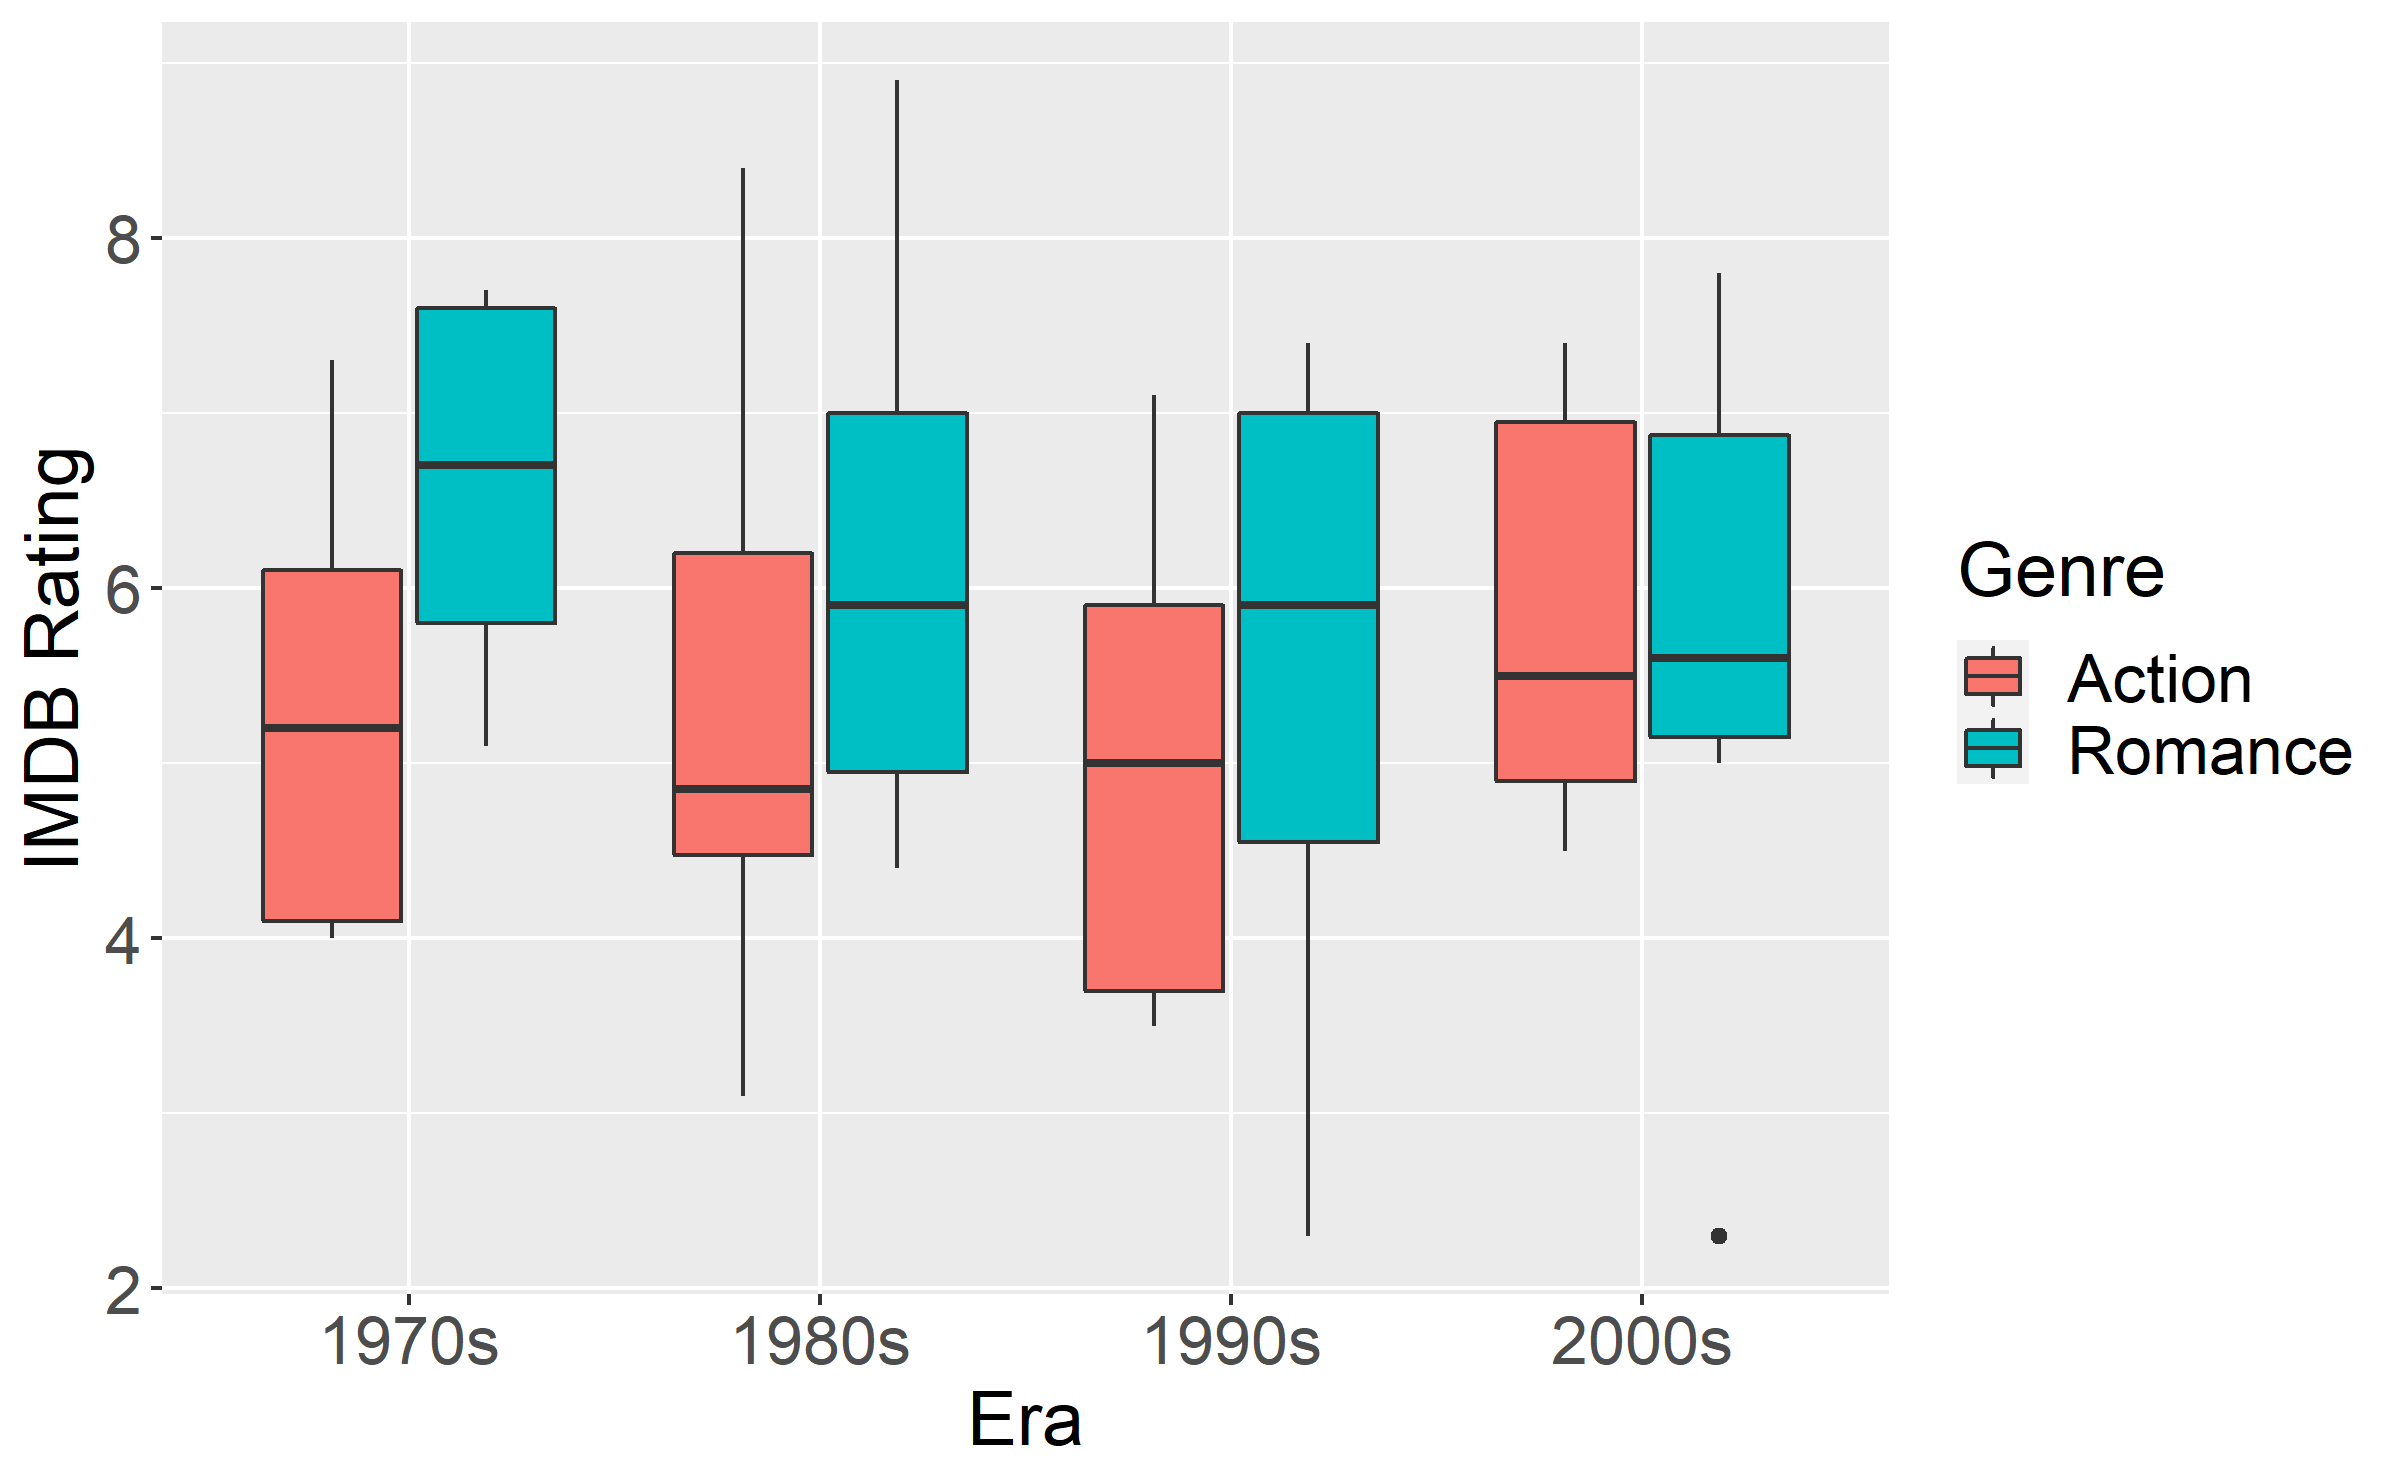 IMDB Rating
8
6
4
2
1970s 1980s 1990s 2000s
Era
Genre
Action
Romance